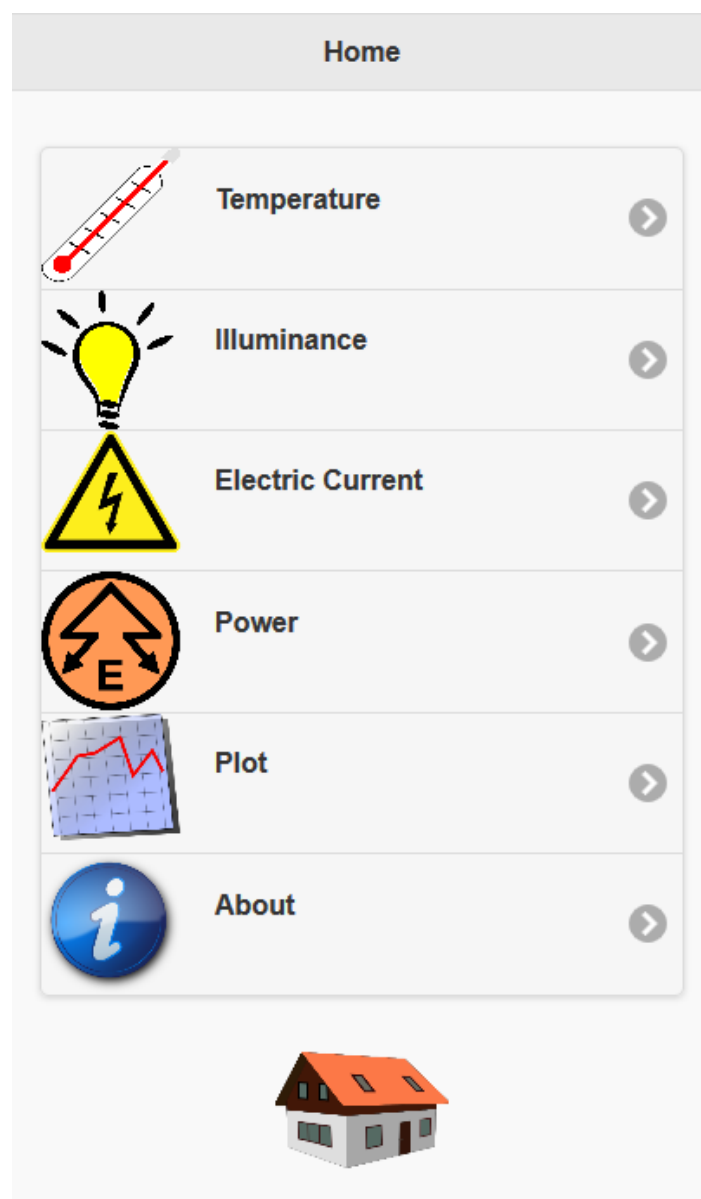 Home
Temperature
Illuminance
Electric Current
Power
E
Plot
i
About